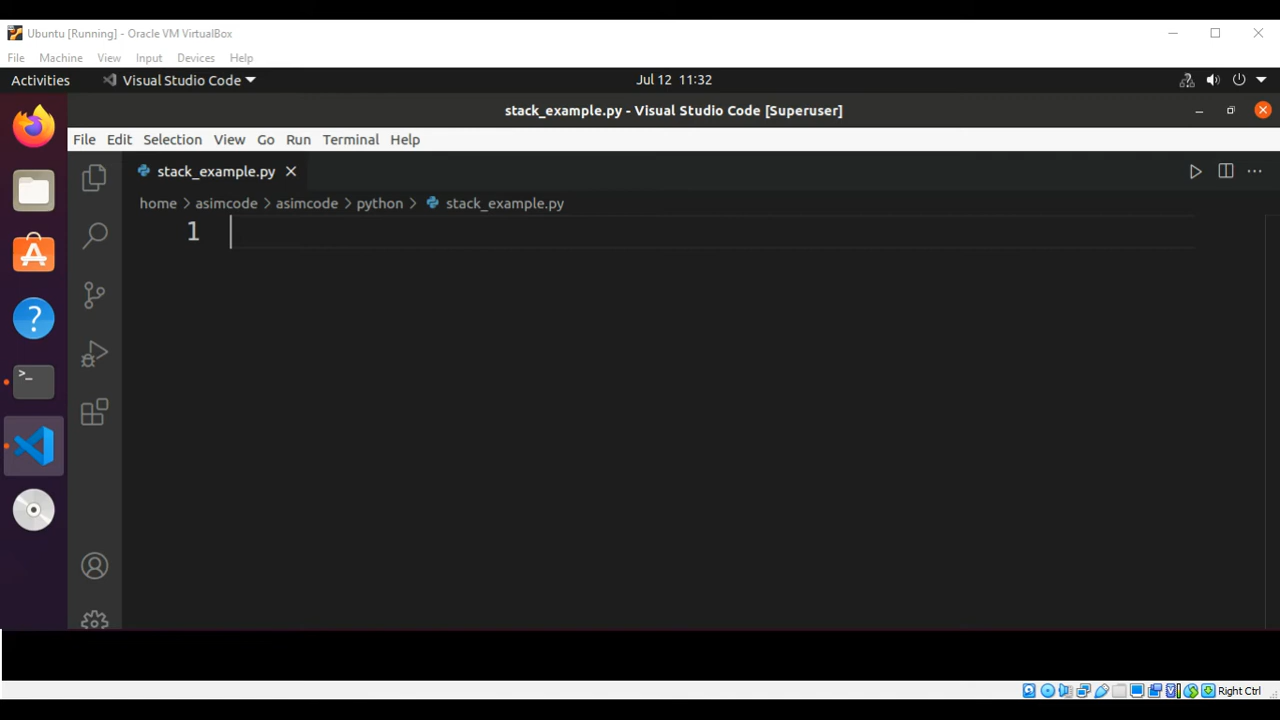 Ubuntu [Running] - Oracle VM VirtualBox
File Machine View Input Devices Help
Activities Visual Studio Code Jul 12 11:32
stack_example.py - Visual Studio Code [Superuser]
File Edit Selection View Go Run Terminal Help
stack_example.py
home > asimcode > asimcode > python > stack_example.py
1
Right Ctrl